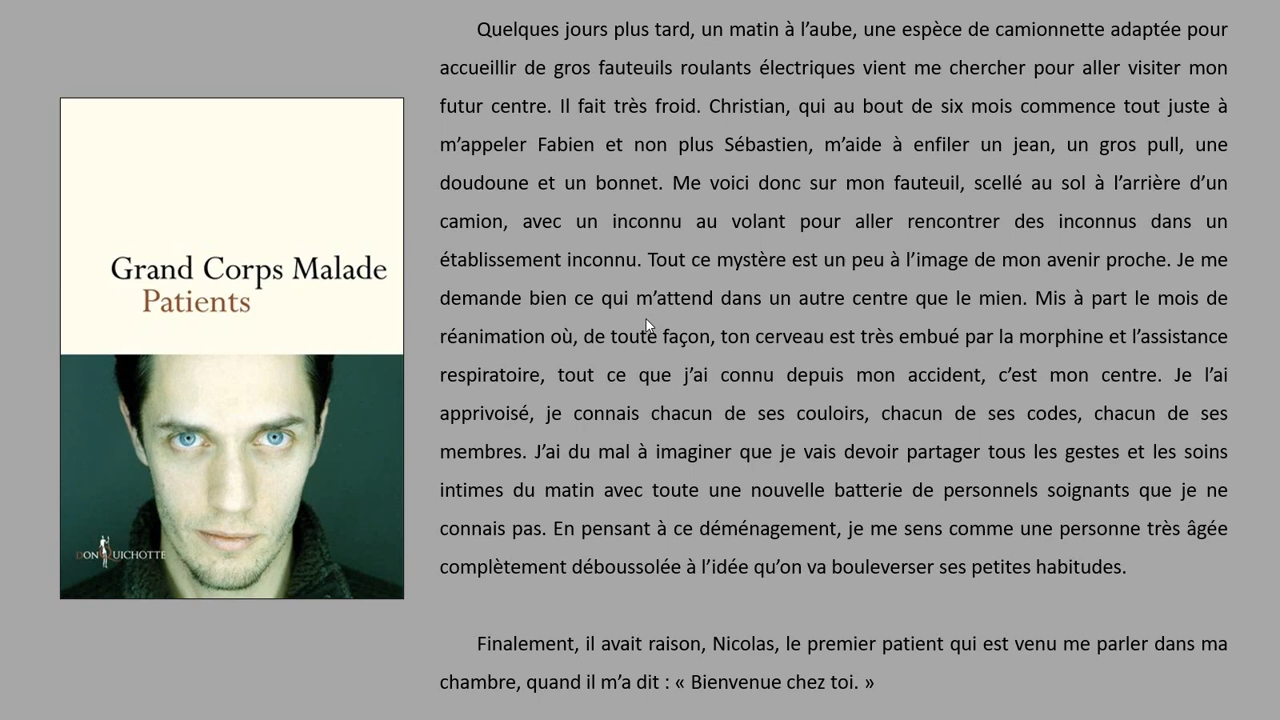 Grand Corps Malade
Patients
DONQUICHOTTE
Quelques jours plus tard, un matin à l’aube, une espèce de camionnette adaptée pour
accueillir de gros fauteuils roulants électriques vient me chercher pour aller visiter mon
futur centre. Il fait très froid. Christian, qui au bout de six mois commence tout juste à
m’appeler Fabien et non plus Sébastien, m’aide à enfiler un jean, un gros pull, une
doudoune et un bonnet. Me voici donc sur mon fauteuil, scellé au sol à l’arrière d’un
camion, avec un inconnu au volant pour aller rencontrer des inconnus dans un
établissement inconnu. Tout ce mystère est un peu à l’image de mon avenir proche. Je me
demande bien ce qui m’attend dans un autre centre que le mien. Mis à part le mois de
réanimation où, de toute façon, ton cerveau est très embué par la morphine et l’assistance
respiratoire, tout ce que j’ai connu depuis mon accident, c’est mon centre. Je l’ai
apprivoisé, je connais chacun de ses couloirs, chacun de ses codes, chacun de ses
membres. J’ai du mal à imaginer que je vais devoir partager tous les gestes et les soins
intimes du matin avec toute une nouvelle batterie de personnels soignants que je ne
connais pas. En pensant à ce déménagement, je me sens comme une personne très âgée
complètement déboussolée à l’idée qu’on va bouleverser ses petites habitudes.
Finalement, il avait raison, Nicolas, le premier patient qui est venu me parler dans ma
chambre, quand il m’a dit : « Bienvenue chez toi. »